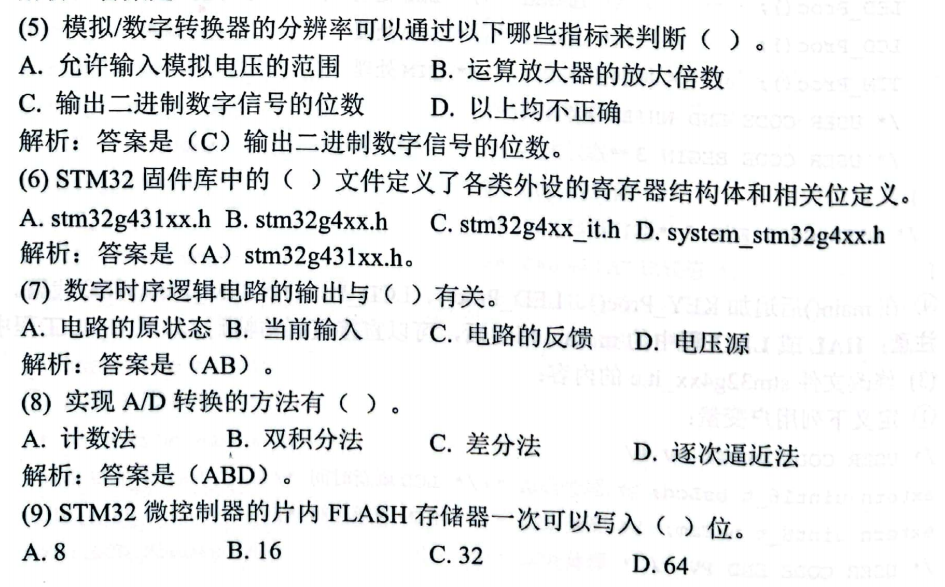 (5) 模拟/数字转换器的分辨率可以通过以下哪些指标来判断（ ）。
A. 允许输入模拟电压的范围 B. 运算放大器的放大倍数
C. 输出二进制数字信号的位数 D. 以上均不正确
解析：答案是（C）输出二进制数字信号的位数。
(6) STM32 固件库中的（ ）文件定义了各类外设的寄存器结构体和相关位定义。
A. stm32g431xx.h B. stm32g4xx.h C. stm32g4xx_it.h D. system_stm32g4xx.h
解析：答案是（A）stm32g431xx.h。
(7) 数字时序逻辑电路的输出与（ ）有关。
A. 电路的原状态 B. 当前输入 C. 电路的反馈 D. 电压源
解析：答案是（AB）。
(8) 实现 A/D 转换的方法有（ ）。
A. 计数法 B. 双积分法 C. 差分法 D. 逐次逼近法
解析：答案是（ABD）。
(9) STM32 微控制器的片内 FLASH 存储器一次可以写入（ ）位。
A. 8 B. 16 C. 32 D. 64